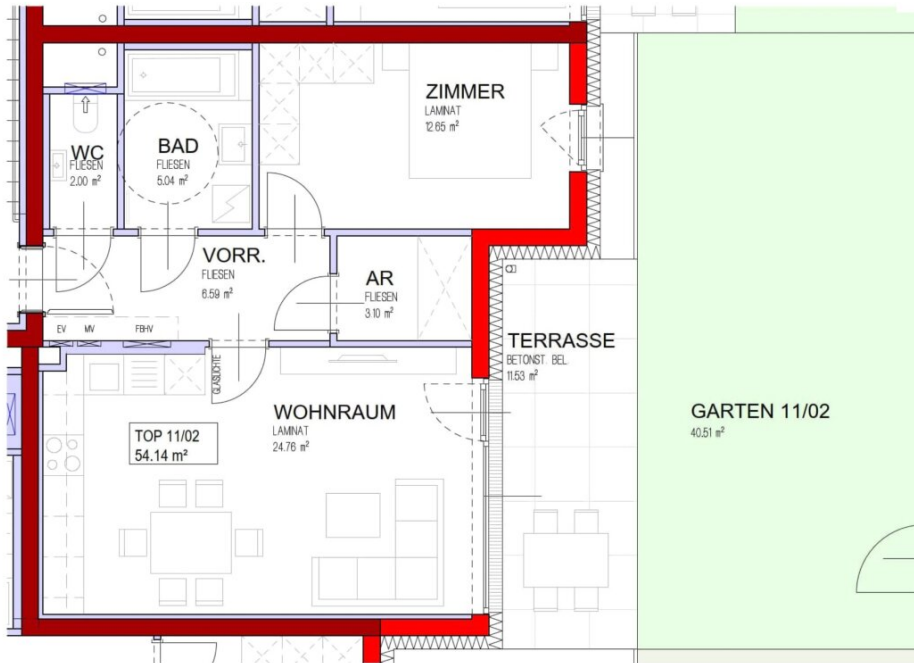 ZIMMER
LAMINAT
12.65 m²
WC
FLIESEN
2.00 m²
BAD
FLIESEN
5.04 m²
VORR.
FLIESEN
6.59 m²
AR
FLIESEN
3.10 m²
EV
MV
FBHV
GLASLICHTE
TERRASSE
BETONST. BEL.
11.53 m²
WOHNRAUM
LAMINAT
24.76 m²
TOP 11/02
54.14 m²
GARTEN 11/02
40.51 m²